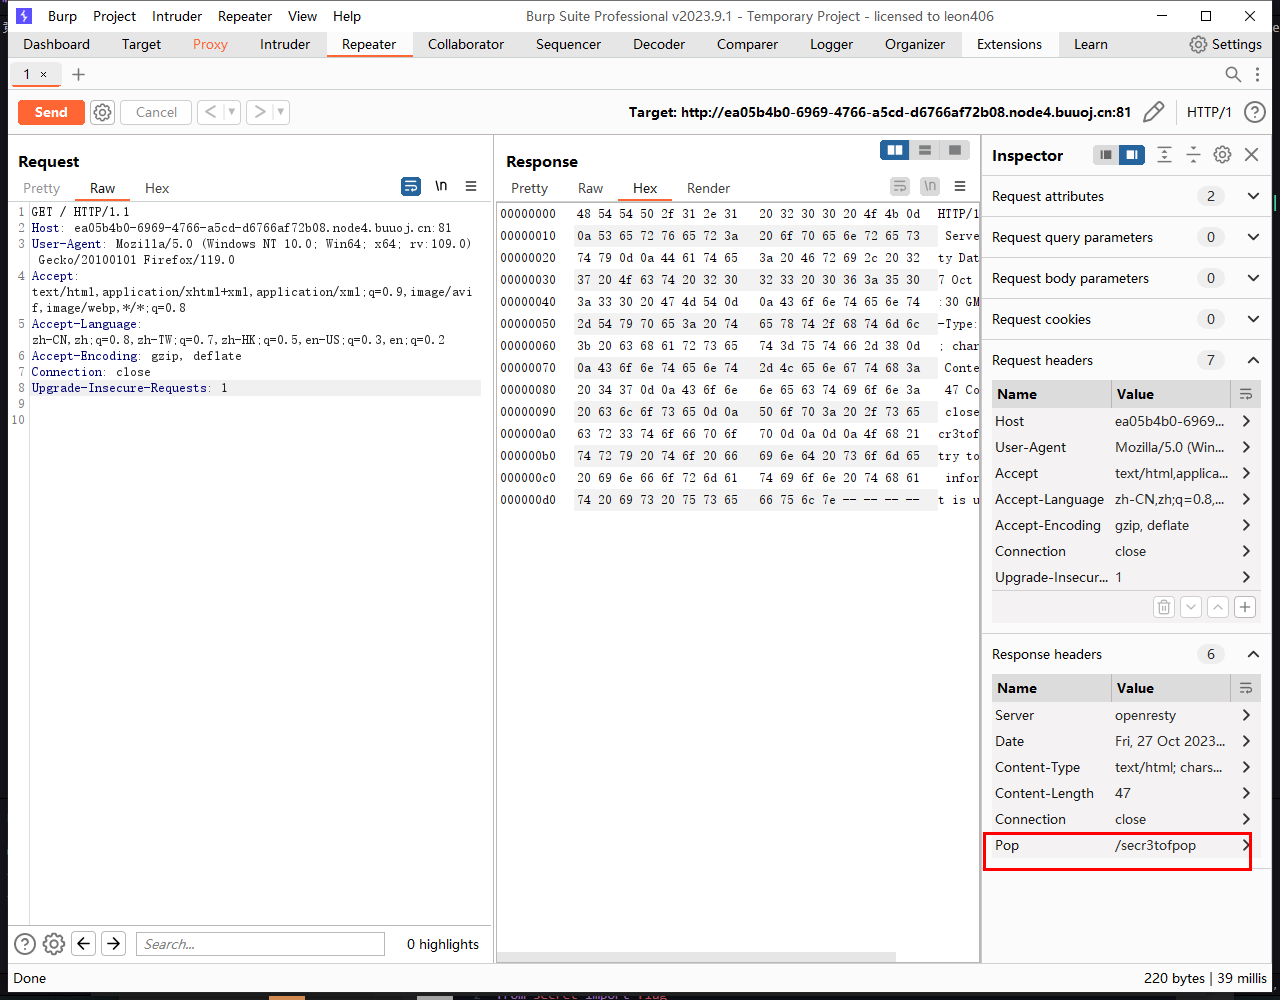 Burp Project Intruder Repeater View Help Burp Suite Professional v2023.9.1 - Temporary Project - licensed to leon406
Dashboard Target Proxy Intruder Repeater Collaborator Sequencer Decoder Comparer Logger Organizer Extensions Learn Settings
1 × +
Send Cancel < > Target: http://ea05b4b0-6969-4766-a5cd-d6766af72b08.node4.buuoj.cn:81 HTTP/1 ?
Request
Pretty Raw Hex \n
1 GET / HTTP/1.1
2 Host: ea05b4b0-6969-4766-a5cd-d6766af72b08.node4.buuoj.cn:81
3 User-Agent: Mozilla/5.0 (Windows NT 10.0; Win64; x64; rv:109.0)
Gecko/20100101 Firefox/119.0
4 Accept:
text/html,application/xhtml+xml,application/xml;q=0.9,image/avi
f,image/webp,*/*;q=0.8
5 Accept-Language:
zh-CN,zh;q=0.8,zh-TW;q=0.7,zh-HK;q=0.5,en-US;q=0.3,en;q=0.2
6 Accept-Encoding: gzip, deflate
7 Connection: close
8 Upgrade-Insecure-Requests: 1
9
10
? Search... 0 highlights
Response
Pretty Raw Hex Render \n
00000000 48 54 54 50 2f 31 2e 31 20 32 30 30 20 4f 4b 0d HTTP/1
00000010 0a 53 65 72 76 65 72 3a 20 6f 70 65 6e 72 65 73 Serve
00000020 74 79 0d 0a 44 61 74 65 3a 20 46 72 69 2c 20 32 ty Dat
00000030 37 20 4f 63 74 20 32 30 32 33 20 30 36 3a 35 30 7 Oct
00000040 3a 33 30 20 47 4d 54 0d 0a 43 6f 6e 74 65 6e 74 :30 GM
00000050 2d 54 79 70 65 3a 20 74 65 78 74 2f 68 74 6d 6c -Type:
00000060 3b 20 63 68 61 72 73 65 74 3d 75 74 66 2d 38 0d ; char
00000070 0a 43 6f 6e 74 65 6e 74 2d 4c 65 6e 67 74 68 3a Conte
00000080 20 34 37 0d 0a 43 6f 6e 6e 65 63 74 69 6f 6e 3a 47 Co
00000090 20 63 6c 6f 73 65 0d 0a 50 6f 70 3a 20 2f 73 65 close
000000a0 63 72 33 74 6f 66 70 6f 70 0d 0a 0d 0a 4f 68 21 cr3tof
000000b0 74 72 79 20 74 6f 20 66 69 6e 64 20 73 6f 6d 65 try to
000000c0 20 69 6e 66 6f 72 6d 61 74 69 6f 6e 20 74 68 61 infor
000000d0 74 20 69 73 20 75 73 65 66 75 6c 7e -- -- -- -- t is u
Inspector
Request attributes 2
Request query parameters 0
Request body parameters 0
Request cookies 0
Request headers 7
Name Value
Host ea05b4b0-6969...
User-Agent Mozilla/5.0 (Win...
Accept text/html,applica...
Accept-Language zh-CN,zh;q=0.8,...
Accept-Encoding gzip, deflate
Connection close
Upgrade-Insecur... 1
Response headers 6
Name Value
Server openresty
Date Fri, 27 Oct 2023...
Content-Type text/html; chars...
Content-Length 47
Connection close
Pop /secr3tofpop
Done 220 bytes | 39 millis